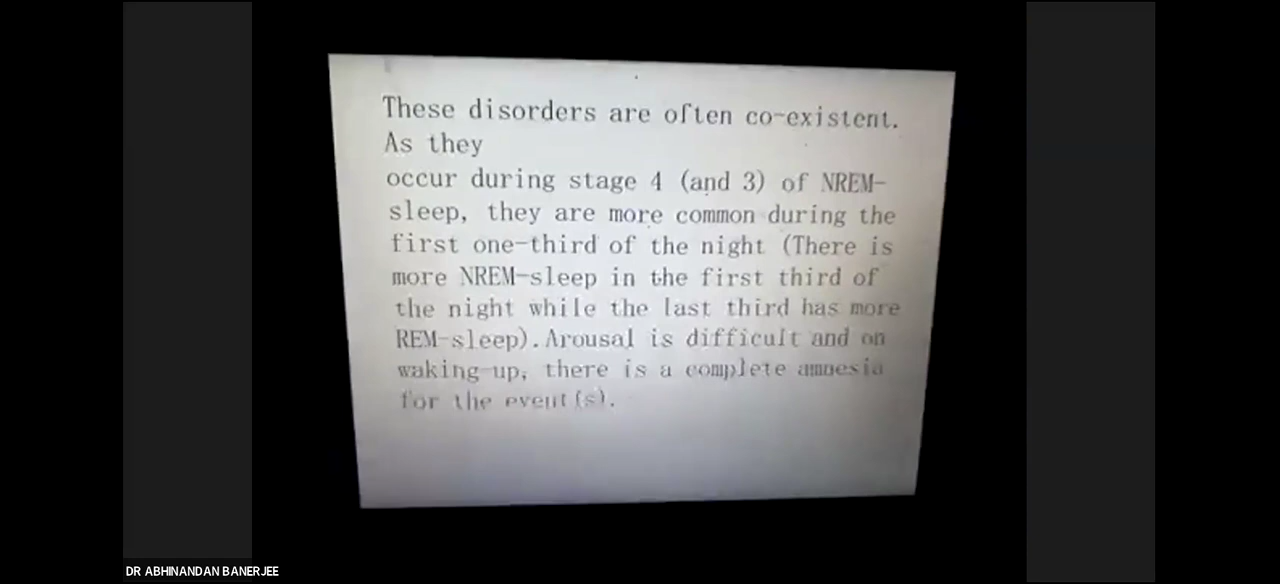 These disorders are often co-existent.
As they
occur during stage 4 (and 3) of NREM-
sleep, they are more common during the
first one-third of the night (There is
more NREM-sleep in the first third of
the night while the last third has more
REM-sleep).Arousal is difficult and on
waking-up, there is a complete amnesia
for the event(s).
DR ABHINANDAN BANERJEE